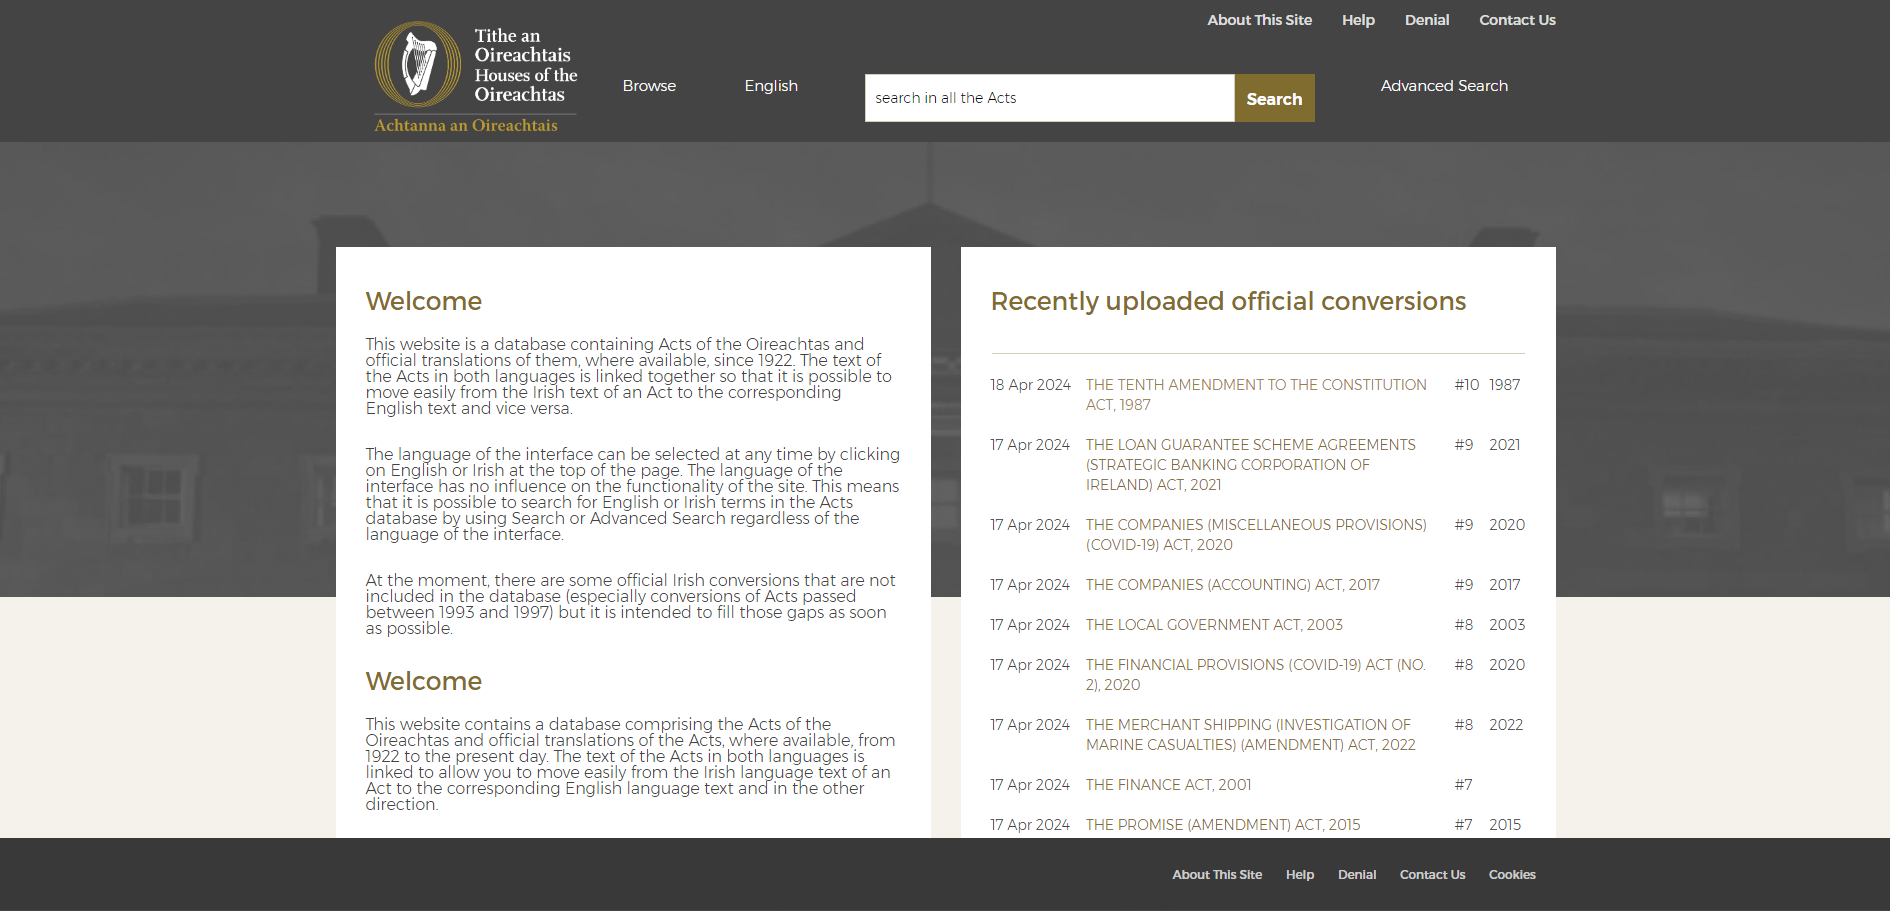 About This Site Help Denial Contact Us
Tithe an
Oireachtais
Houses of the
Oireachtas
Achtanna an Oireachtais
Browse English search in all the Acts Search Advanced Search
Welcome
This website is a database containing Acts of the Oireachtas and
official translations of them, where available, since 1922. The text of
the Acts in both languages is linked together so that it is possible to
move easily from the Irish text of an Act to the corresponding
English text and vice versa.
The language of the interface can be selected at any time by clicking
on English or Irish at the top of the page. The language of the
interface has no influence on the functionality of the site. This means
that it is possible to search for English or Irish terms in the Acts
database by using Search or Advanced Search regardless of the
language of the interface.
At the moment, there are some official Irish conversions that are not
included in the database (especially conversions of Acts passed
between 1993 and 1997) but it is intended to fill those gaps as soon
as possible.
Welcome
This website contains a database comprising the Acts of the
Oireachtas and official translations of the Acts, where available, from
1922 to the present day. The text of the Acts in both languages is
linked to allow you to move easily from the Irish language text of an
Act to the corresponding English language text and in the other
direction.
Recently uploaded official conversions
18 Apr 2024 THE TENTH AMENDMENT TO THE CONSTITUTION #10 1987
ACT, 1987
17 Apr 2024 THE LOAN GUARANTEE SCHEME AGREEMENTS #9 2021
(STRATEGIC BANKING CORPORATION OF
IRELAND) ACT, 2021
17 Apr 2024 THE COMPANIES (MISCELLANEOUS PROVISIONS) #9 2020
(COVID-19) ACT, 2020
17 Apr 2024 THE COMPANIES (ACCOUNTING) ACT, 2017 #9 2017
17 Apr 2024 THE LOCAL GOVERNMENT ACT, 2003 #8 2003
17 Apr 2024 THE FINANCIAL PROVISIONS (COVID-19) ACT (NO. #8 2020
2), 2020
17 Apr 2024 THE MERCHANT SHIPPING (INVESTIGATION OF #8 2022
MARINE CASUALTIES) (AMENDMENT) ACT, 2022
17 Apr 2024 THE FINANCE ACT, 2001 #7
17 Apr 2024 THE PROMISE (AMENDMENT) ACT, 2015 #7 2015
About This Site Help Denial Contact Us Cookies